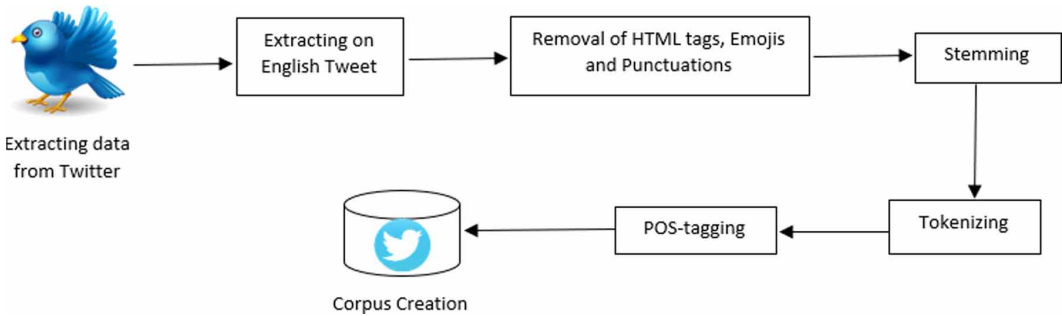 Extracting data
from Twitter
Extracting on
English Tweet
Removal of HTML tags, Emojis
and Punctuations
Stemming
Tokenizing
POS-tagging
Corpus Creation